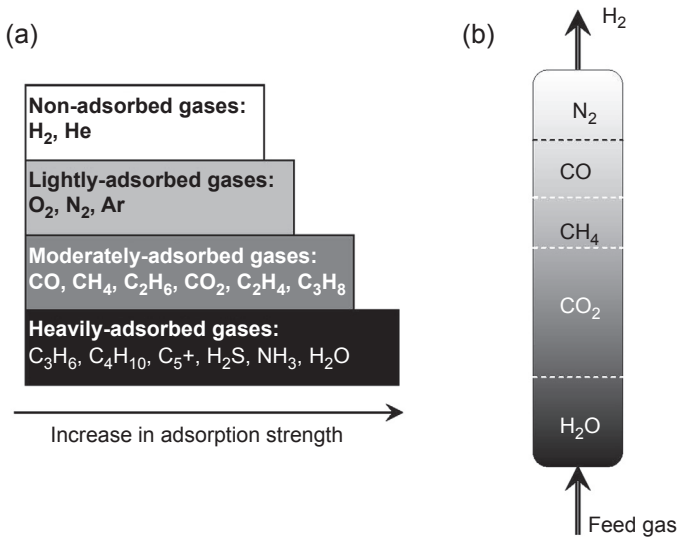 (a)
Non-adsorbed gases:
H₂, He
Lightly-adsorbed gases:
O₂, N₂, Ar
Moderately-adsorbed gases:
CO, CH₄, C₂H₆, CO₂, C₂H₄, C₃H₈
Heavily-adsorbed gases:
C₃H₆, C₄H₁₀, C₅+, H₂S, NH₃, H₂O
Increase in adsorption strength
(b)
H₂
N₂
CO
CH₄
CO₂
H₂O
Feed gas